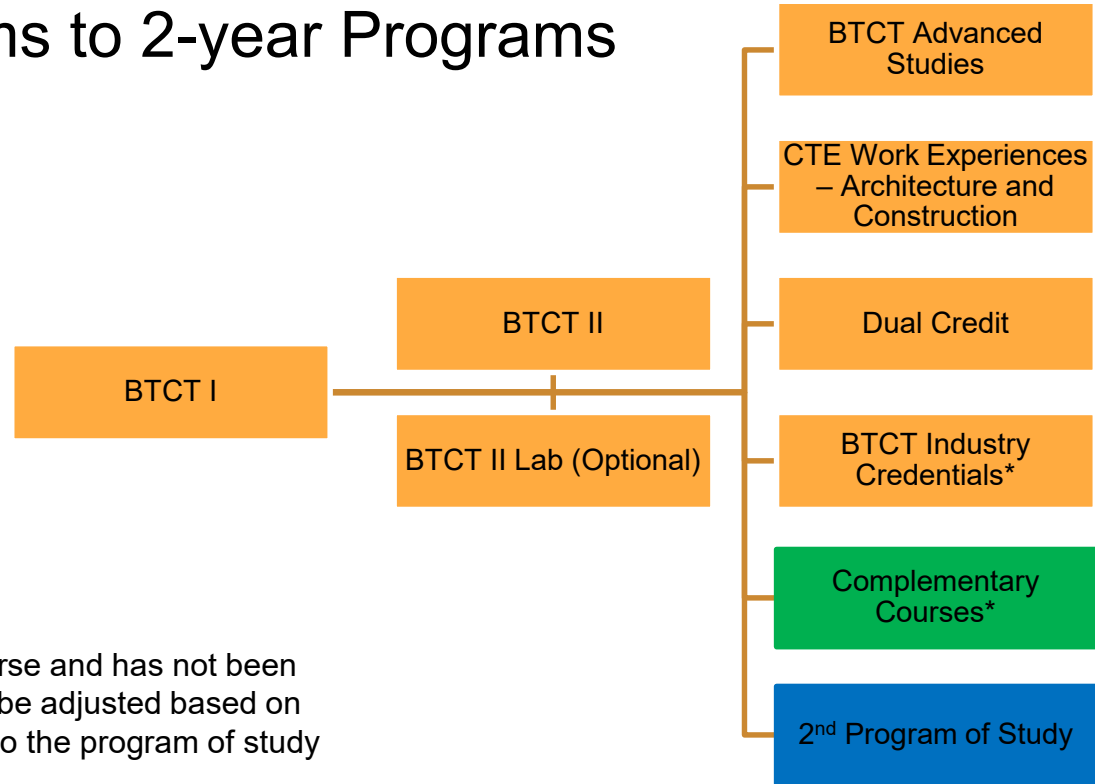 ns to 2-year Programs
BTCT Advanced
Studies
CTE Work Experiences
– Architecture and
Construction
BTCT II
Dual Credit
BTCT I
BTCT II Lab (Optional)
BTCT Industry
Credentials*
Complementary
Courses*
rse and has not been
be adjusted based on
o the program of study
2nd Program of Study